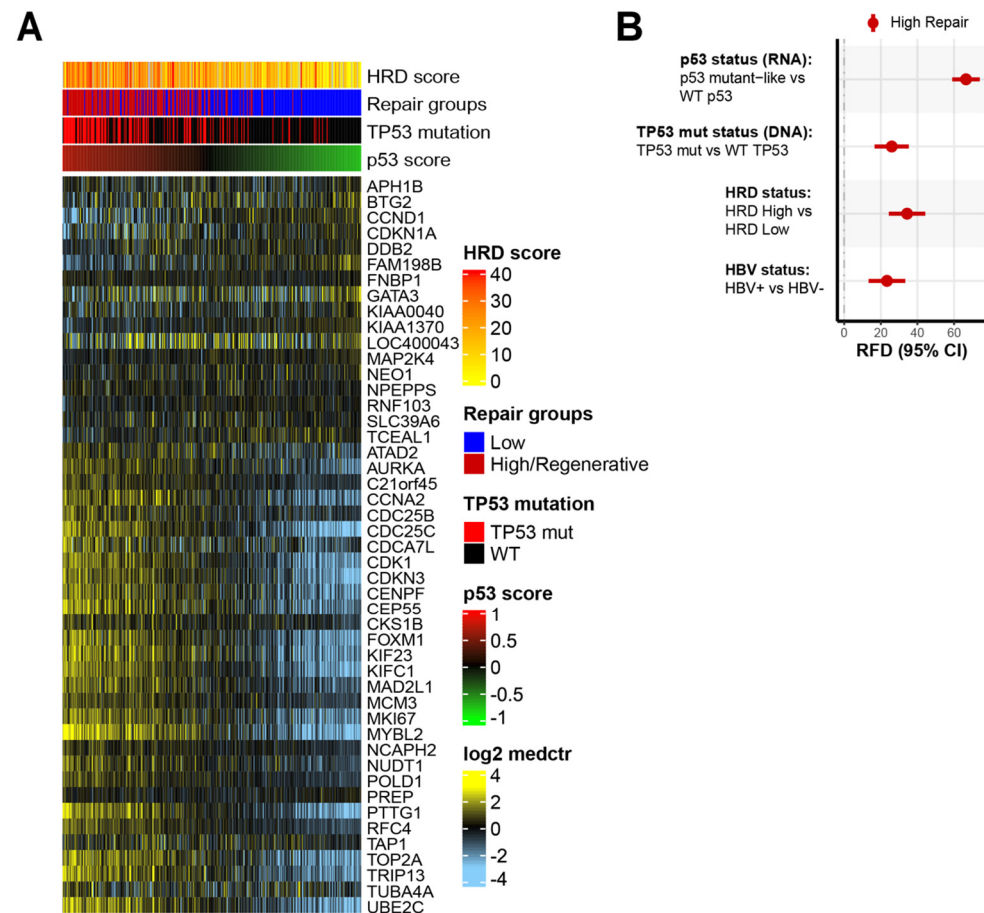 A
HRD score
Repair groups
TP53 mutation
p53 score
APH1B
BTG2
CCND1
CDKN1A
DDB2
FAM198B
FNBP1
GATA3
KIAA0040
KIAA1370
LOC400043
MAP2K4
NEO1
NPEPPS
RNF103
SLC39A6
TCEAL1
ATAD2
AURKA
C21orf45
CCNA2
CDC25B
CDC25C
CDCA7L
CDK1
CDKN3
CENPF
CEP55
CKS1B
FOXM1
KIF23
KIFC1
MAD2L1
MCM3
MKI67
MYBL2
NCAPH2
NUDT1
POLD1
PREP
PTTG1
RFC4
TAP1
TOP2A
TRIP13
TUBA4A
UBE2C
HRD score
40
30
20
10
0
Repair groups
Low
High/Regenerative
TP53 mutation
TP53 mut
WT
p53 score
1
0.5
0
-0.5
-1
log2 medctr
4
2
0
-2
-4
B
High Repair
p53 status (RNA):
p53 mutant-like vs
WT p53
TP53 mut status (DNA):
TP53 mut vs WT TP53
HRD status:
HRD High vs
HRD Low
HBV status:
HBV+ vs HBV-
0 20 40 60
RFD (95% CI)